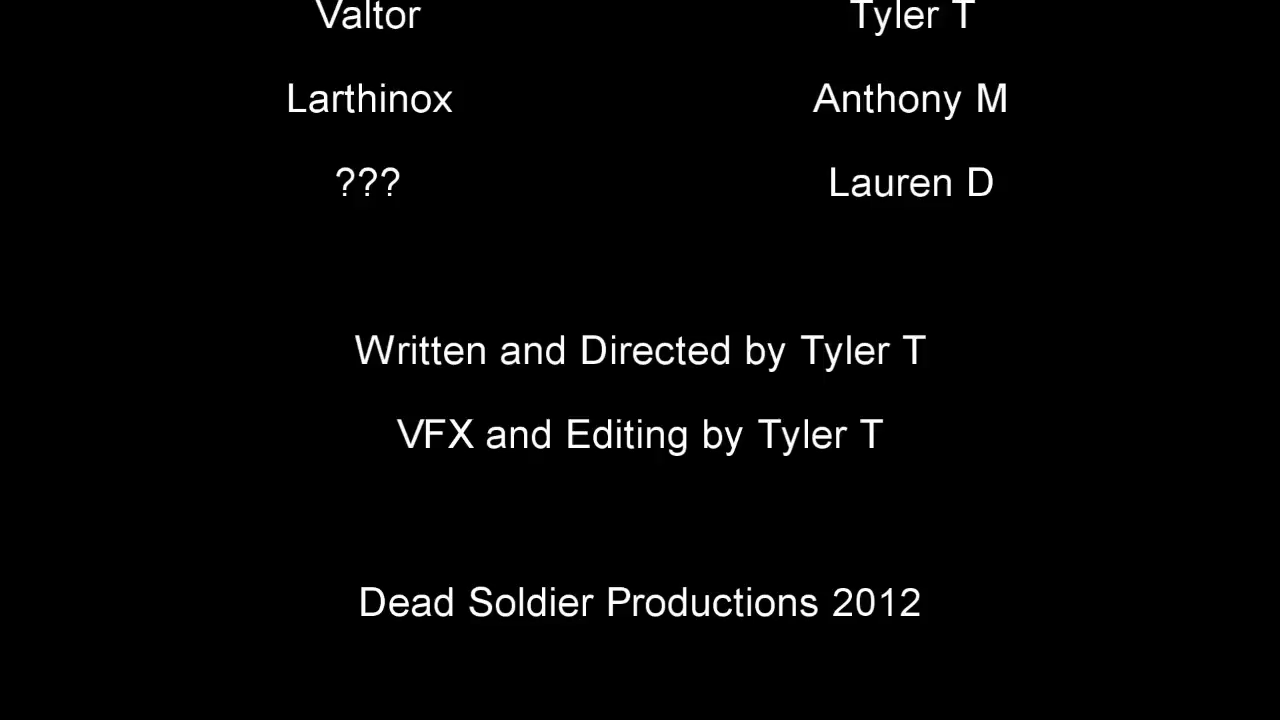 Valtor Tyler T
Larthinox Anthony M
??? Lauren D
Written and Directed by Tyler T
VFX and Editing by Tyler T
Dead Soldier Productions 2012